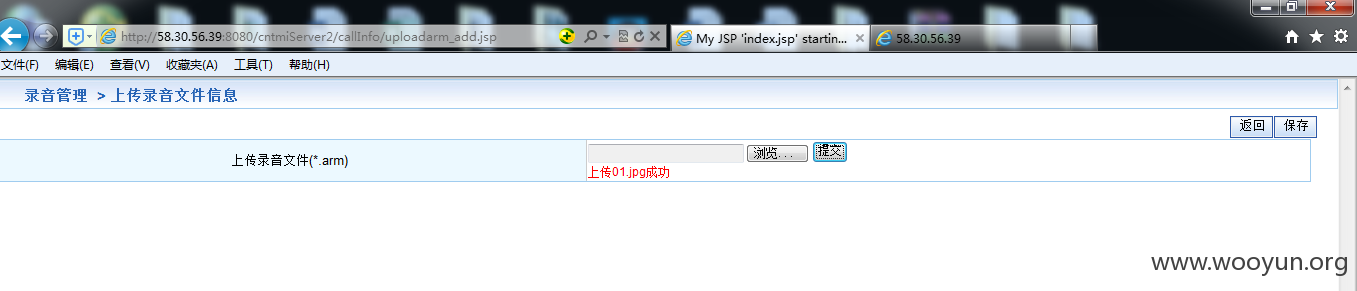 http://58.30.56.39:8080/cntmiServer2/callInfo/uploadarm_add.jsp
My JSP 'index.jsp' startin...
58.30.56.39
文件(F) 编辑(E) 查看(V) 收藏夹(A) 工具(T) 帮助(H)
录音管理 > 上传录音文件信息
返回 保存
上传录音文件(*.arm) 浏览... 提交
上传01.jpg成功
www.wooyun.org